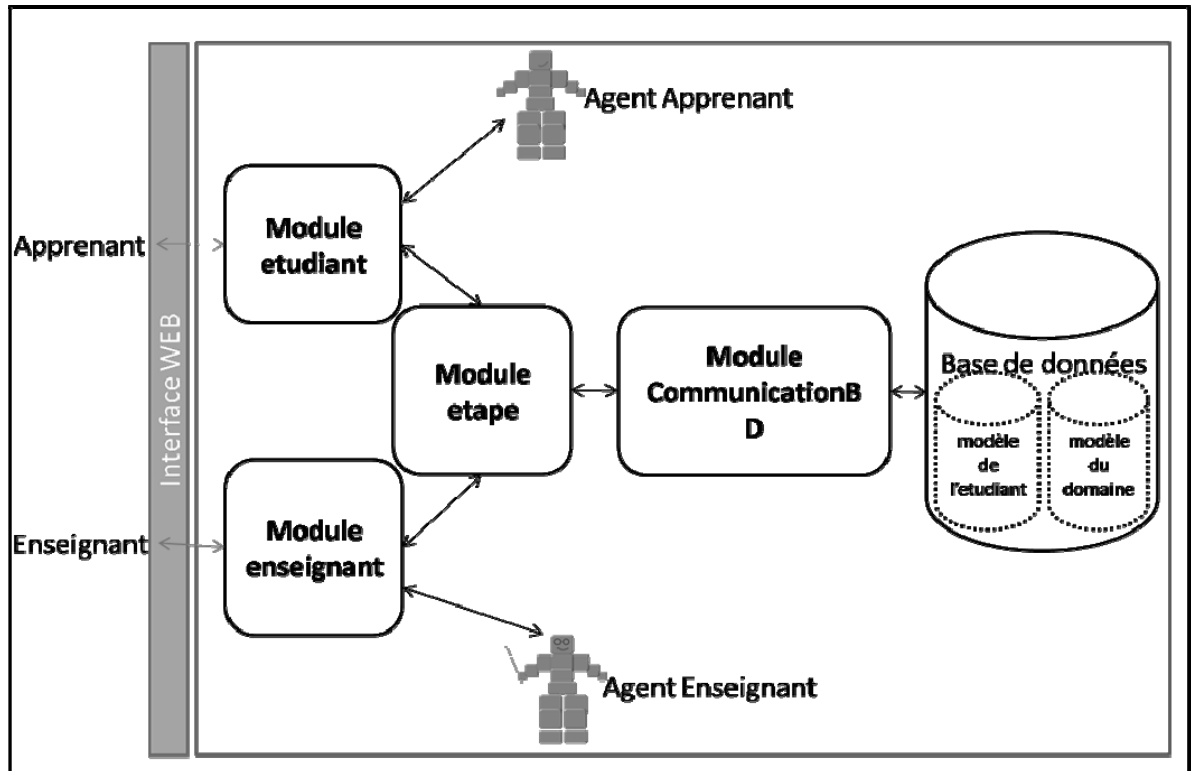 Agent Apprenant
Module
etudiant
Apprenant
Interface WEB
Module
etape
Module
CommunicationB
D
Base de données
modèle
de
l'etudiant
modèle
du
domaine
Enseignant
Module
enseignant
Agent Enseignant